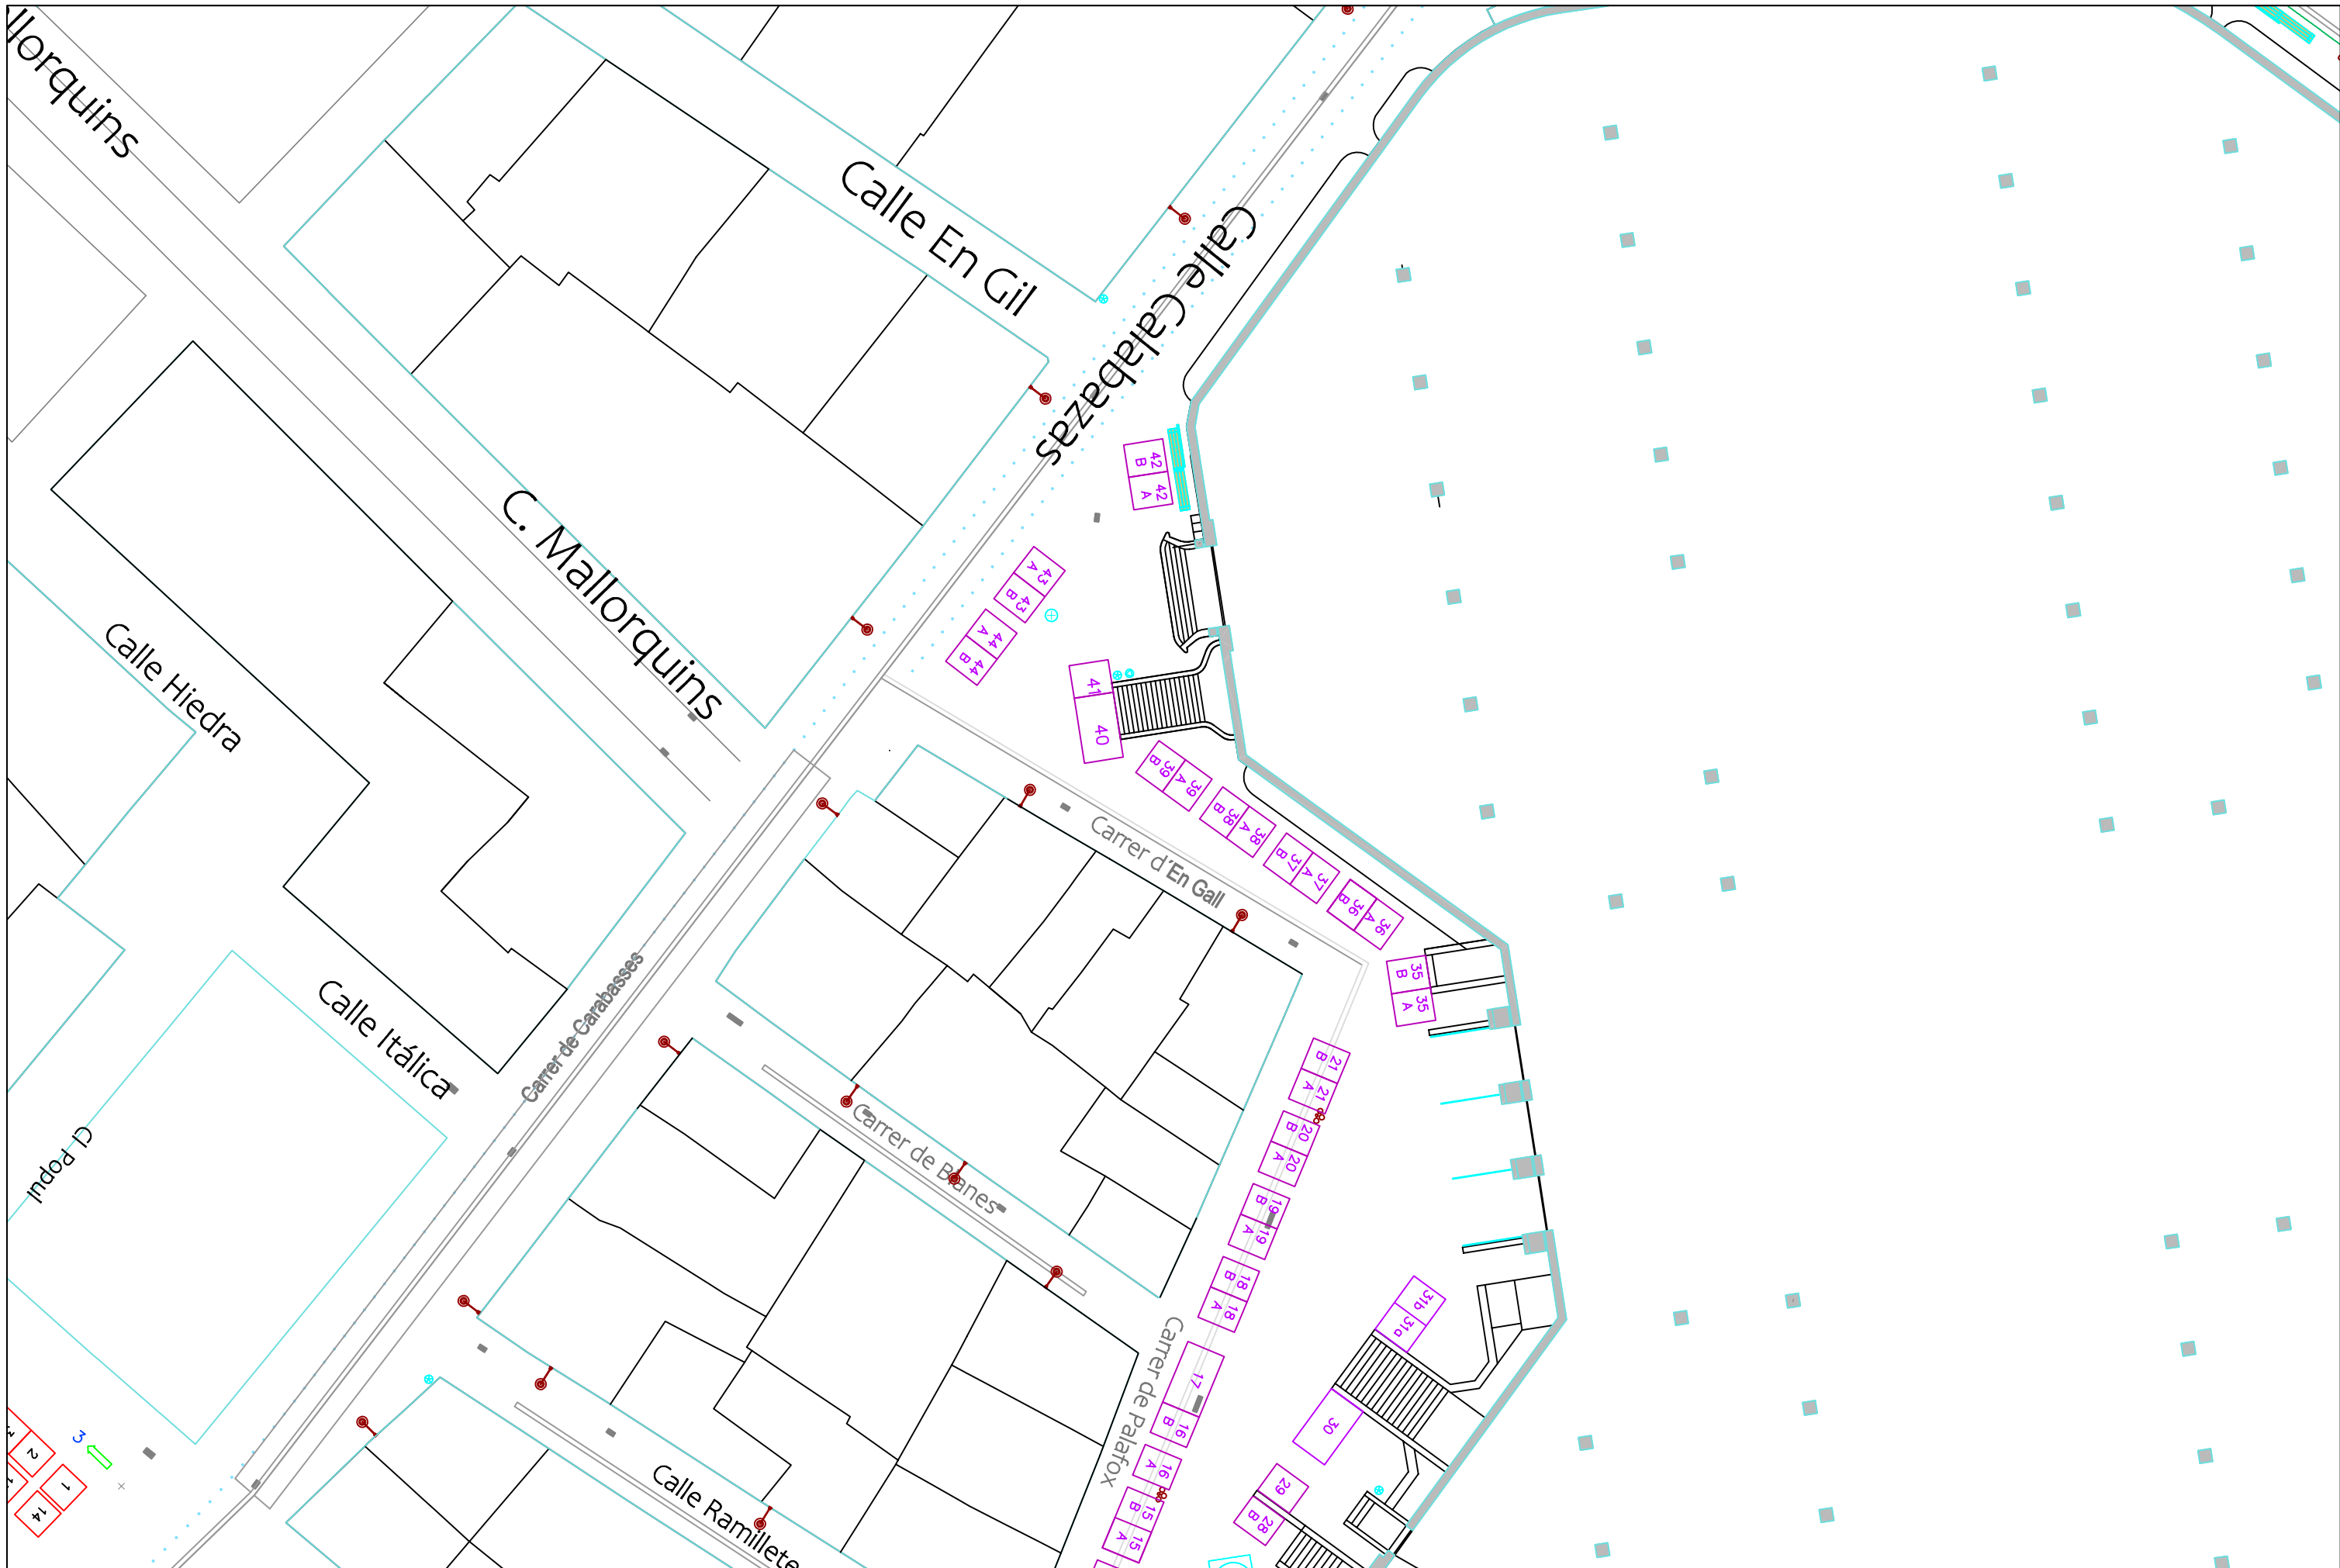 llorquins
Calle En Gil
Calle Calabazas
42 B
42 A
C. Mallorquins
43 A
43 B
44 A
44 B
41
40
Calle Hiedra
39 B
39 A
38 B
38 A
37 B
37 A
36 B
36 A
Carrer d'En Gall
35 B
35 A
Carrer de Carabasses
Calle Itálica
21 B
21 A
Carrer de Blanes
20 B
20 A
Cl Popul
19 B
19 A
18 B
18 A
31b
31a
17
Carrer de Palafox
30
16 B
16 A
3
2
1
14
29
28 B
15 B
15 A
Calle Ramillete